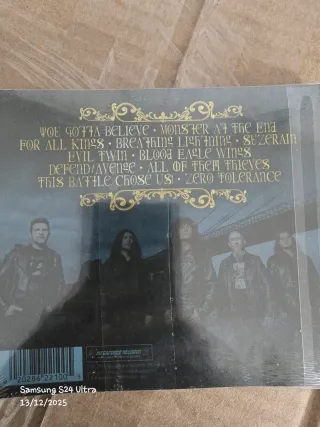 YOU GOTTA BELIEVE • MONSTER AT THE END
FOR ALL KINGS • BREATHING LIGHTNING • SUZERAIN
EVIL TWIN • BLOOD EAGLE WINGS
DEFEND/AVENGE • ALL OF THEM THIEVES
THIS BATTLE CHOSE US! • ZERO TOLERANCE
Samsung S24 Ultra
13/12/2025